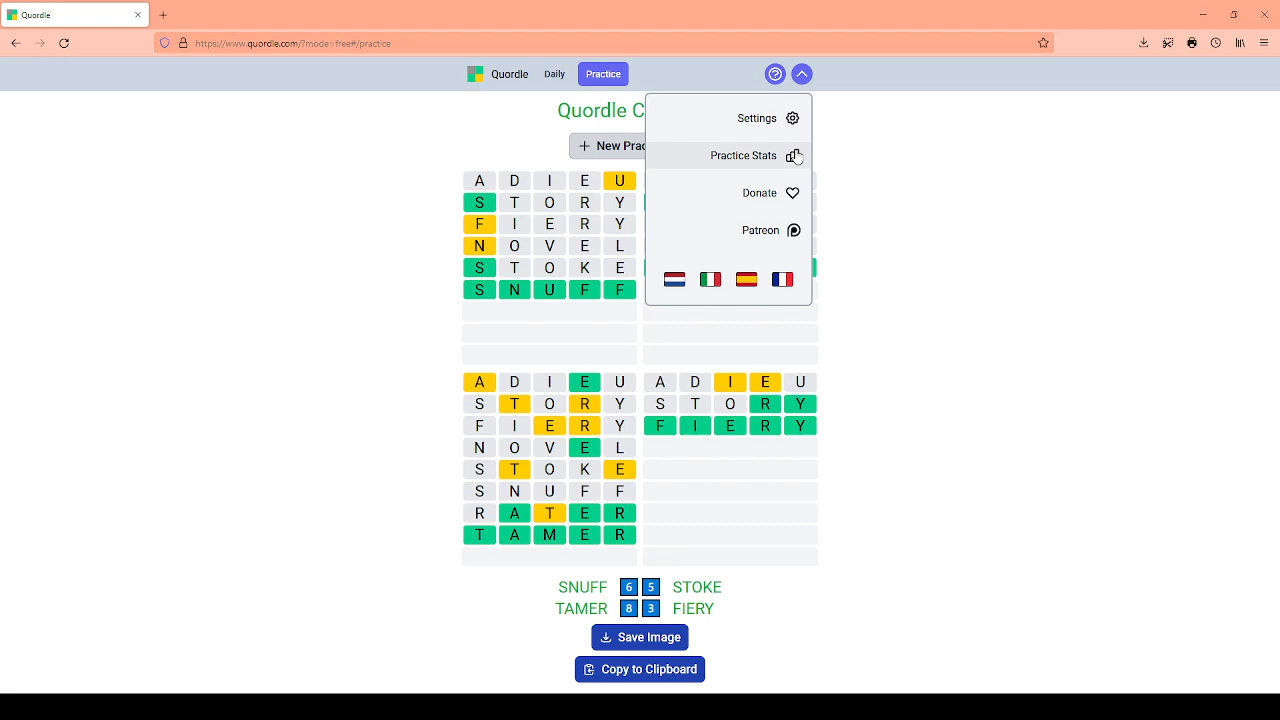 Quordle
https://www.quordle.com/?mode=free#/practice
Quordle Daily Practice
Quordle C
Settings
+ New Prac
Practice Stats
Donate
Patreon
A D I E U
S T O R Y
F I E R Y
N O V E L
S T O K E
S N U F F
A D I E U A D I E U
S T O R Y S T O R Y
F I E R Y F I E R Y
N O V E L
S T O K E
S N U F F
R A T E R
T A M E R
SNUFF 6 5 STOKE
TAMER 8 3 FIERY
Save Image
Copy to Clipboard